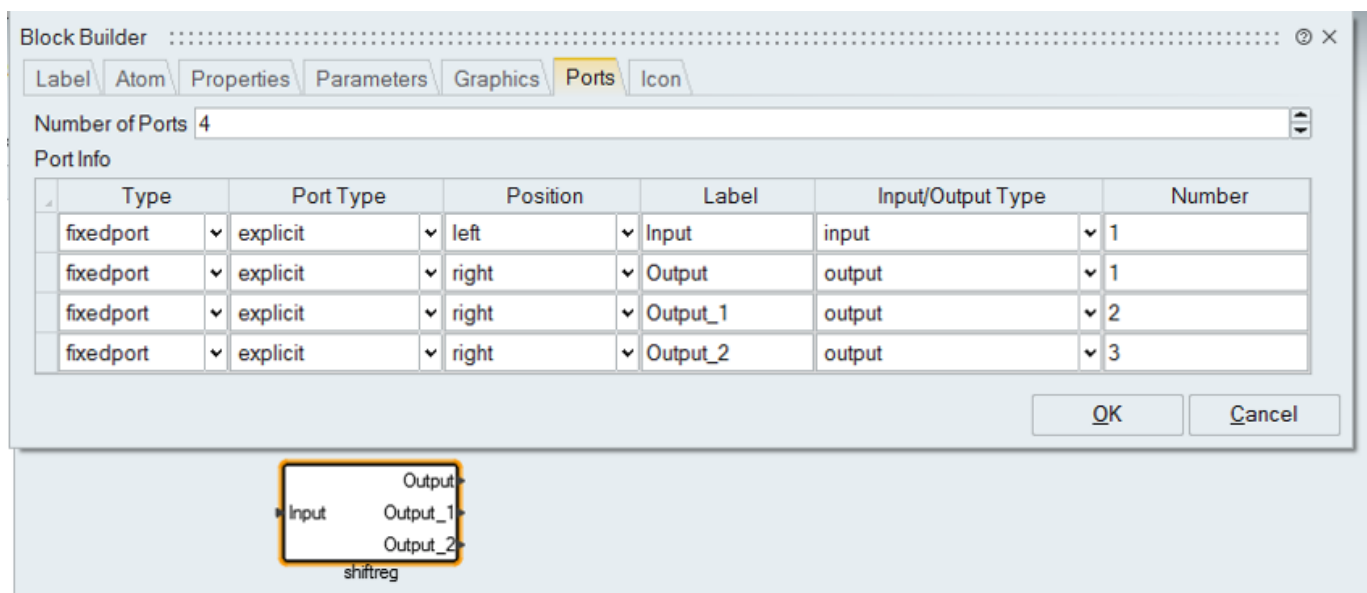 Block Builder
Label Atom Properties Parameters Graphics Ports Icon
Number of Ports 4
Port Info
Type Port Type Position Label Input/Output Type Number
fixedport explicit left Input input 1
fixedport explicit right Output output 1
fixedport explicit right Output_1 output 2
fixedport explicit right Output_2 output 3
OK Cancel
Output
Input Output_1
Output_2
shiftreg